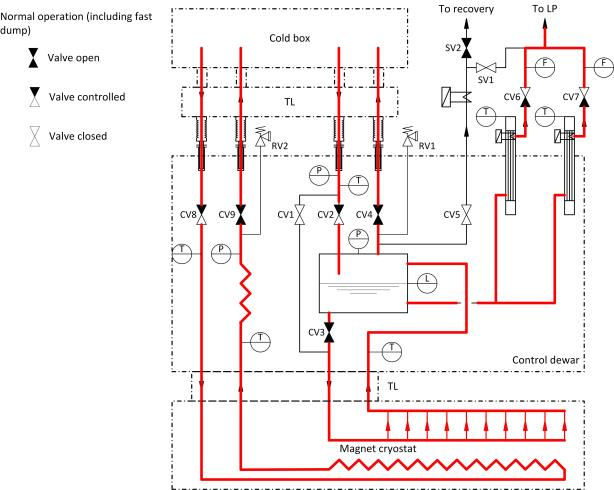 Normal operation (including fast
dump)
Valve open
Valve controlled
Valve closed
To recovery
To LP
Cold box
SV2
SV1
F
F
TL
CV6
CV7
T
T
RV2
RV1
P
T
CV8
CV9
CV1
CV2
CV4
CV5
T
P
P
L
CV3
T
T
Control dewar
TL
Magnet cryostat